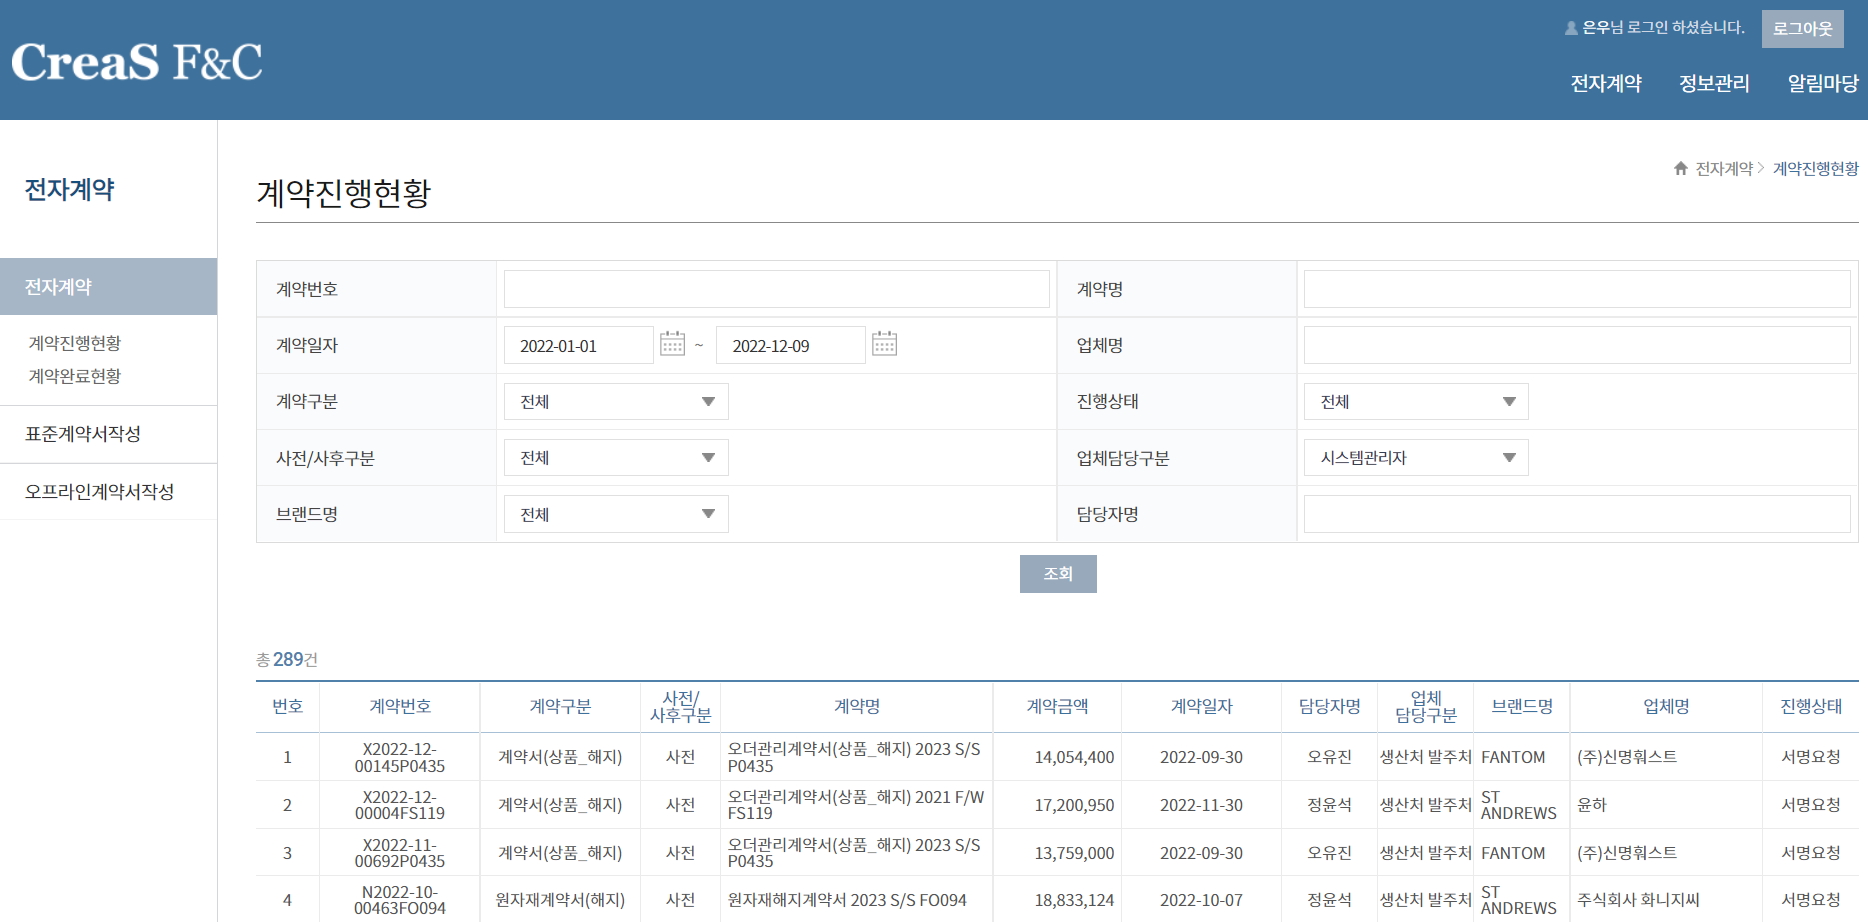 은우님 로그인 하셨습니다. 로그아웃
CreaS F&C
전자계약 정보관리 알림마당
전자계약 > 계약진행현황
전자계약
계약진행현황
전자계약
계약진행현황
계약완료현황
표준계약서작성
오프라인계약서작성
계약번호 계약명
계약일자 2022-01-01 ~ 2022-12-09 업체명
계약구분 전체 진행상태 전체
사전/사후구분 전체 업체담당구분 시스템관리자
브랜드명 전체 담당자명
조회
총 289건
번호 계약번호 계약구분 사전/사후구분 계약명 계약금액 계약일자 담당자명 업체 담당구분 브랜드명 업체명 진행상태
1 X2022-12-00145P0435 계약서(상품_해지) 사전 오더관리계약서(상품_해지) 2023 S/S P0435 14,054,400 2022-09-30 오유진 생산처 발주처 FANTOM (주)신명훠스트 서명요청
2 X2022-12-00004FS119 계약서(상품_해지) 사전 오더관리계약서(상품_해지) 2021 F/W FS119 17,200,950 2022-11-30 정윤석 생산처 발주처 ST ANDREWS 윤하 서명요청
3 X2022-11-00692P0435 계약서(상품_해지) 사전 오더관리계약서(상품_해지) 2023 S/S P0435 13,759,000 2022-09-30 오유진 생산처 발주처 FANTOM (주)신명훠스트 서명요청
4 N2022-10-00463FO094 원자재계약서(해지) 사전 원자재해지계약서 2023 S/S FO094 18,833,124 2022-10-07 정윤석 생산처 발주처 ST ANDREWS 주식회사 화니지씨 서명요청